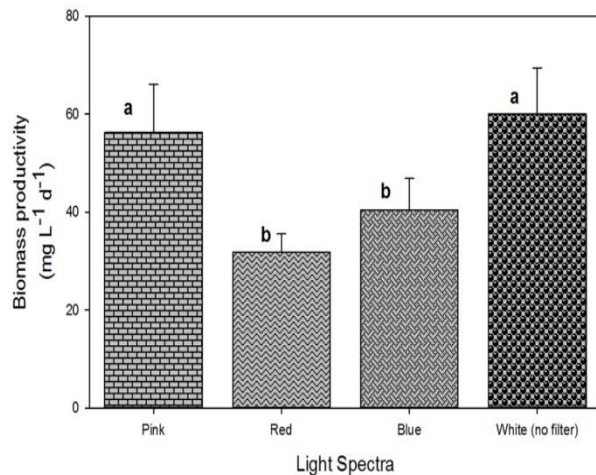 Biomass productivity
(mg L⁻¹ d⁻¹)
80
60
40
20
0
a
b
b
a
Pink
Red
Blue
White (no filter)
Light Spectra